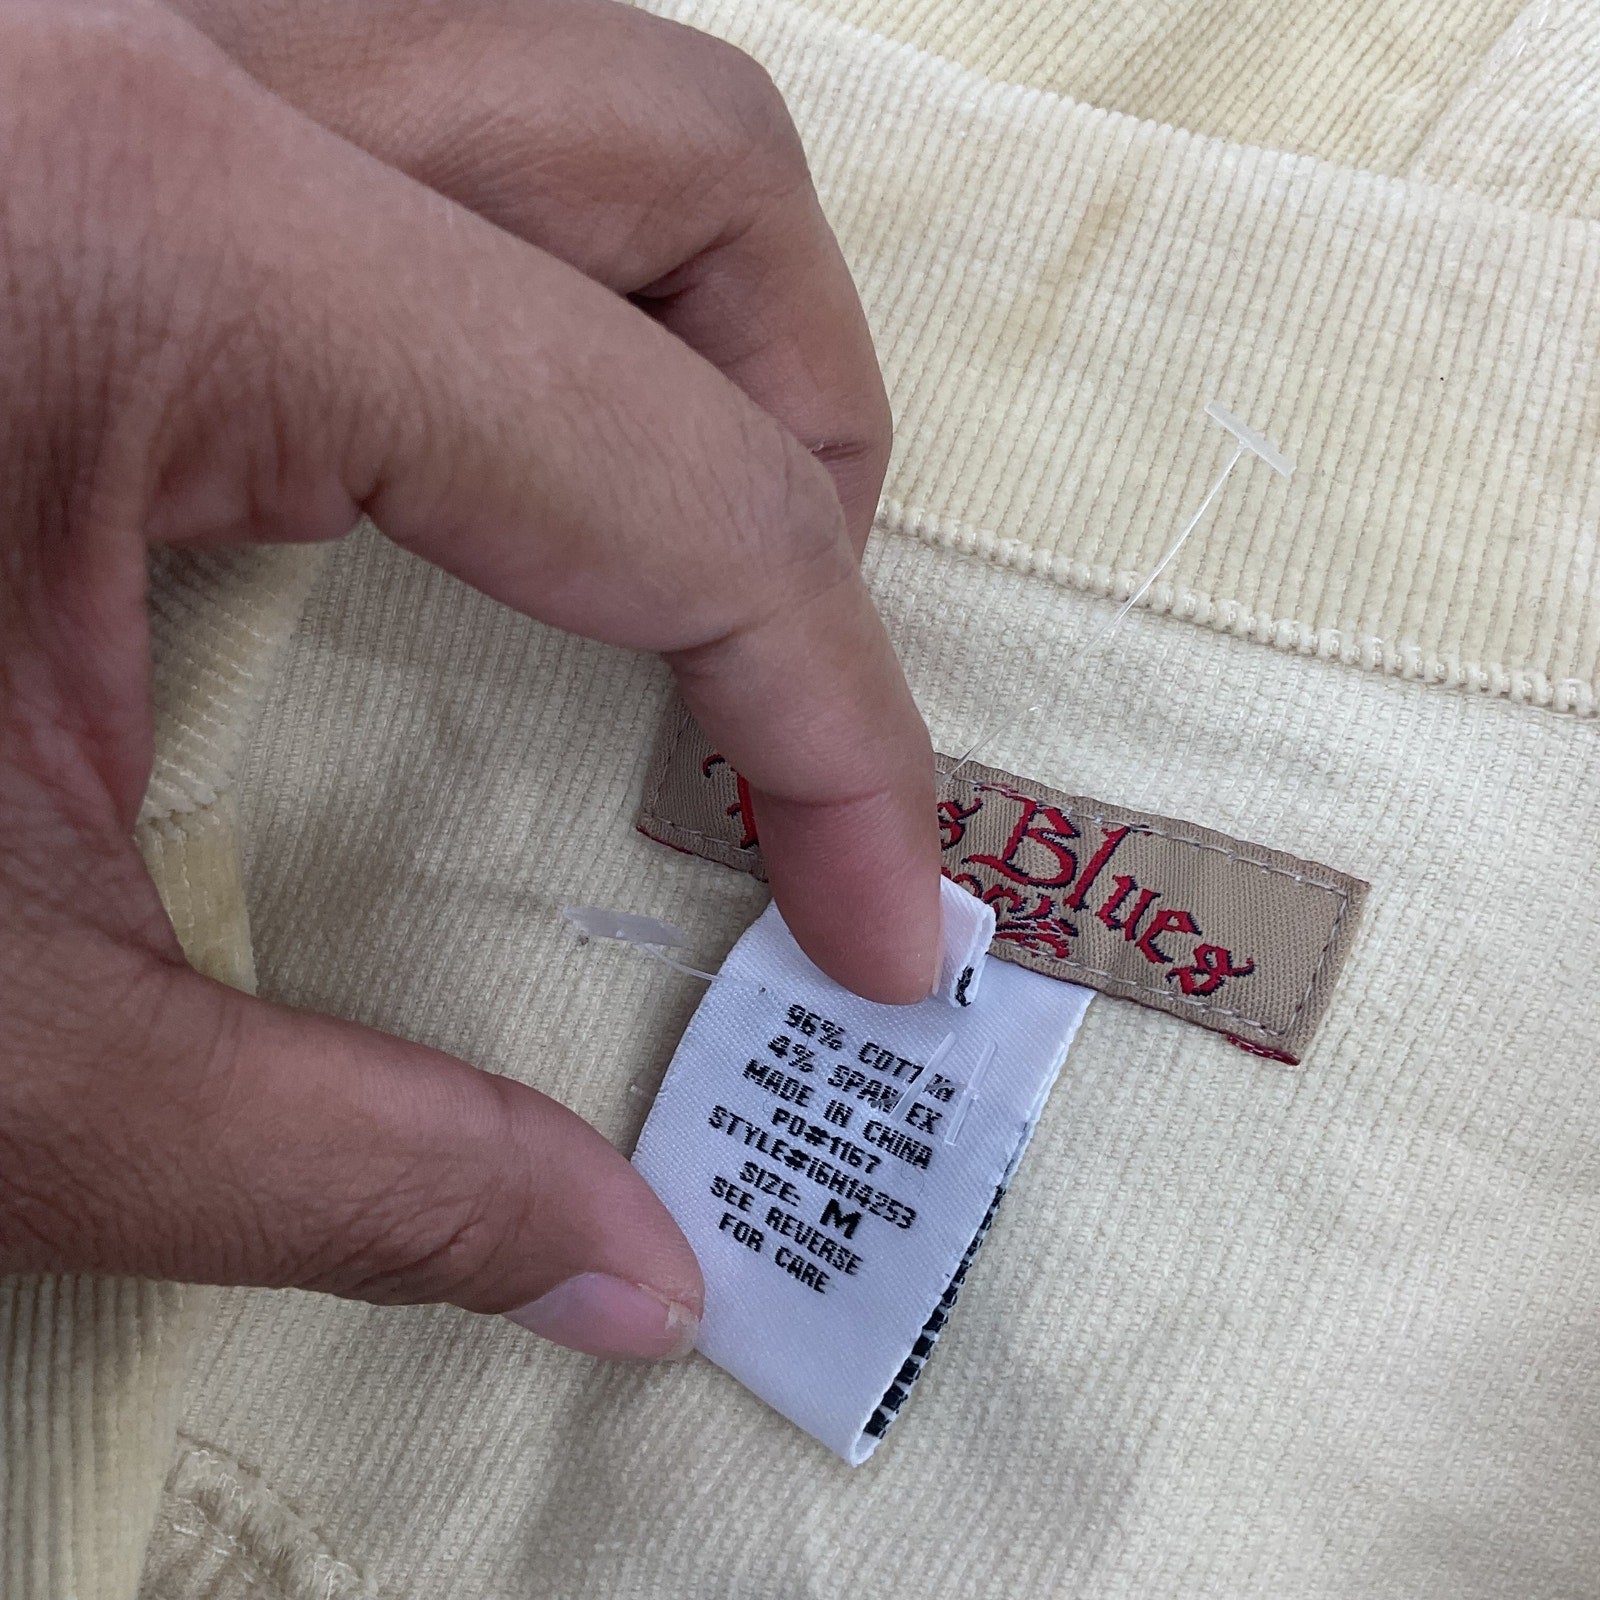 Blues
96% COTTON
4% SPANDEX
MADE IN CHINA
PO#1167
STYLE#16H14253
SIZE: M
SEE REVERSE
FOR CARE